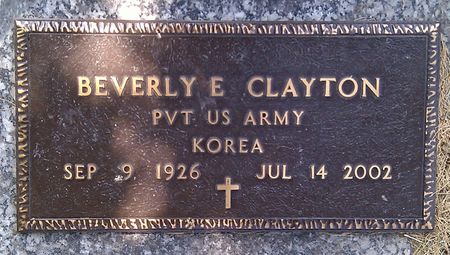 BEVERLY E CLAYTON
PVT US ARMY
KOREA
SEP 9 1926 JUL 14 2002